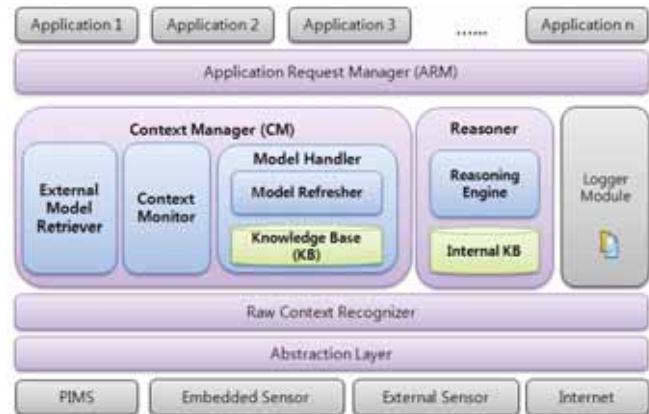 Application 1
Application 2
Application 3
......
Application n
Application Request Manager (ARM)
Context Manager (CM)
External
Model
Retriever
Context
Monitor
Model Handler
Model Refresher
Knowledge Base
(KB)
Reasoner
Reasoning
Engine
Internal KB
Logger
Module
Raw Context Recognizer
Abstraction Layer
PIMS
Embedded Sensor
External Sensor
Internet